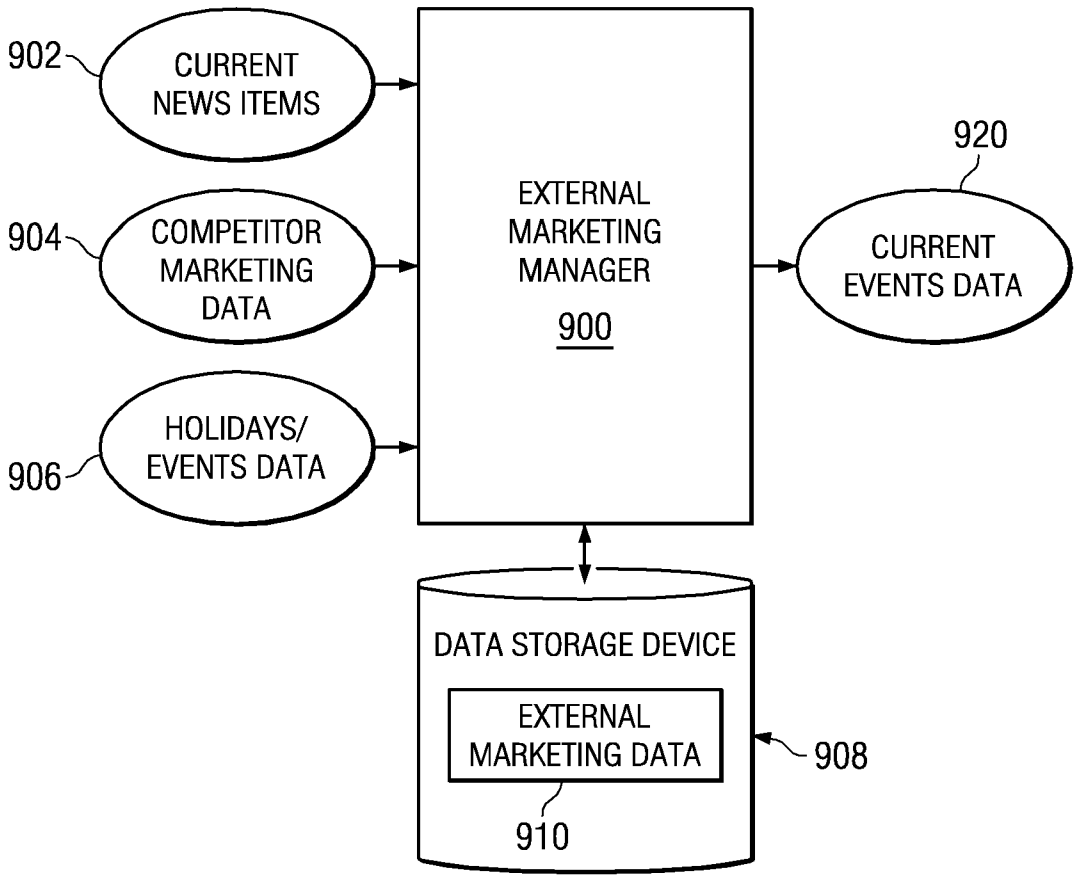 902
CURRENT
NEWS ITEMS
904
COMPETITOR
MARKETING
DATA
906
HOLIDAYS/
EVENTS DATA
EXTERNAL
MARKETING
MANAGER
900
920
CURRENT
EVENTS DATA
DATA STORAGE DEVICE
EXTERNAL
MARKETING DATA
910
908